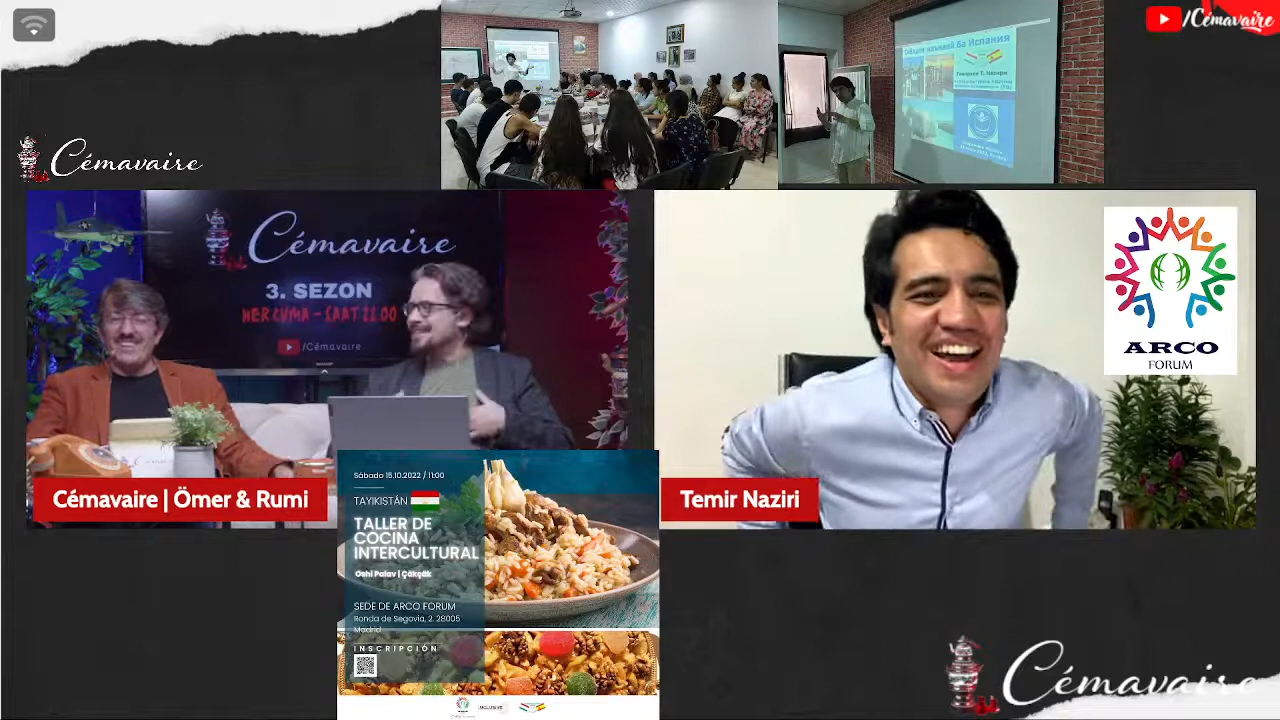 /Cémavaire
Cémavaire
Cémavaire
3. SEZON
HER CUMA - SAAT 22.00
/Cémavaire
ARCO
FORUM
Cémavaire | Ömer & Rumi
Temir Naziri
Sábado 15.10.2022 / 11:00
TAYIKISTÁN
TALLER DE
COCINA
INTERCULTURAL
Oshi Palav | Çakçak
SEDE DE ARCO FORUM
Ronda de Segovia, 2. 28005
Madrid
INSCRIPCIÓN
Cémavaire